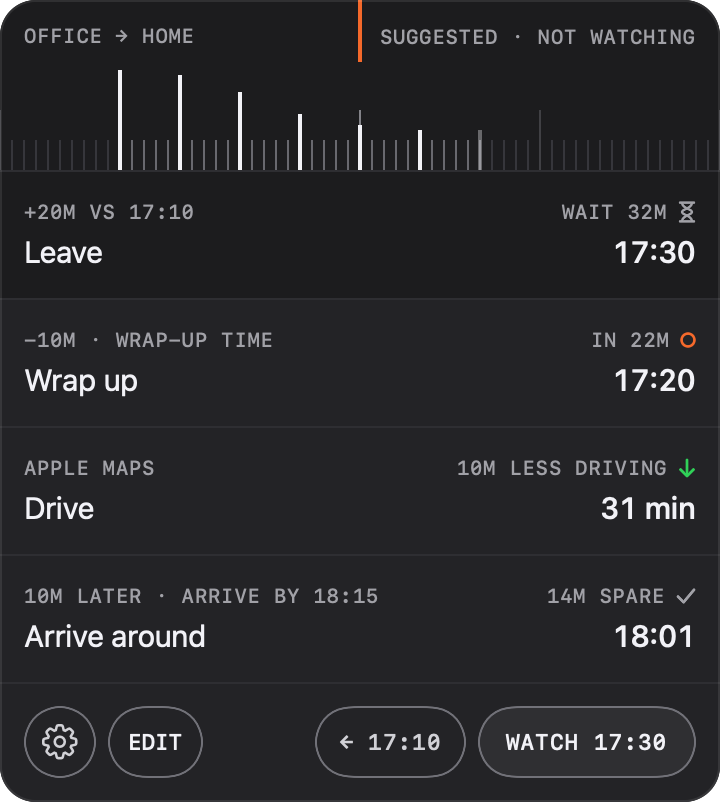 OFFICE → HOME
SUGGESTED · NOT WATCHING
+20M VS 17:10
WAIT 32M
Leave
17:30
−10M · WRAP−UP TIME
IN 22M
Wrap up
17:20
APPLE MAPS
10M LESS DRIVING
Drive
31 min
10M LATER · ARRIVE BY 18:15
14M SPARE
Arrive around
18:01
EDIT
← 17:10
WATCH 17:30